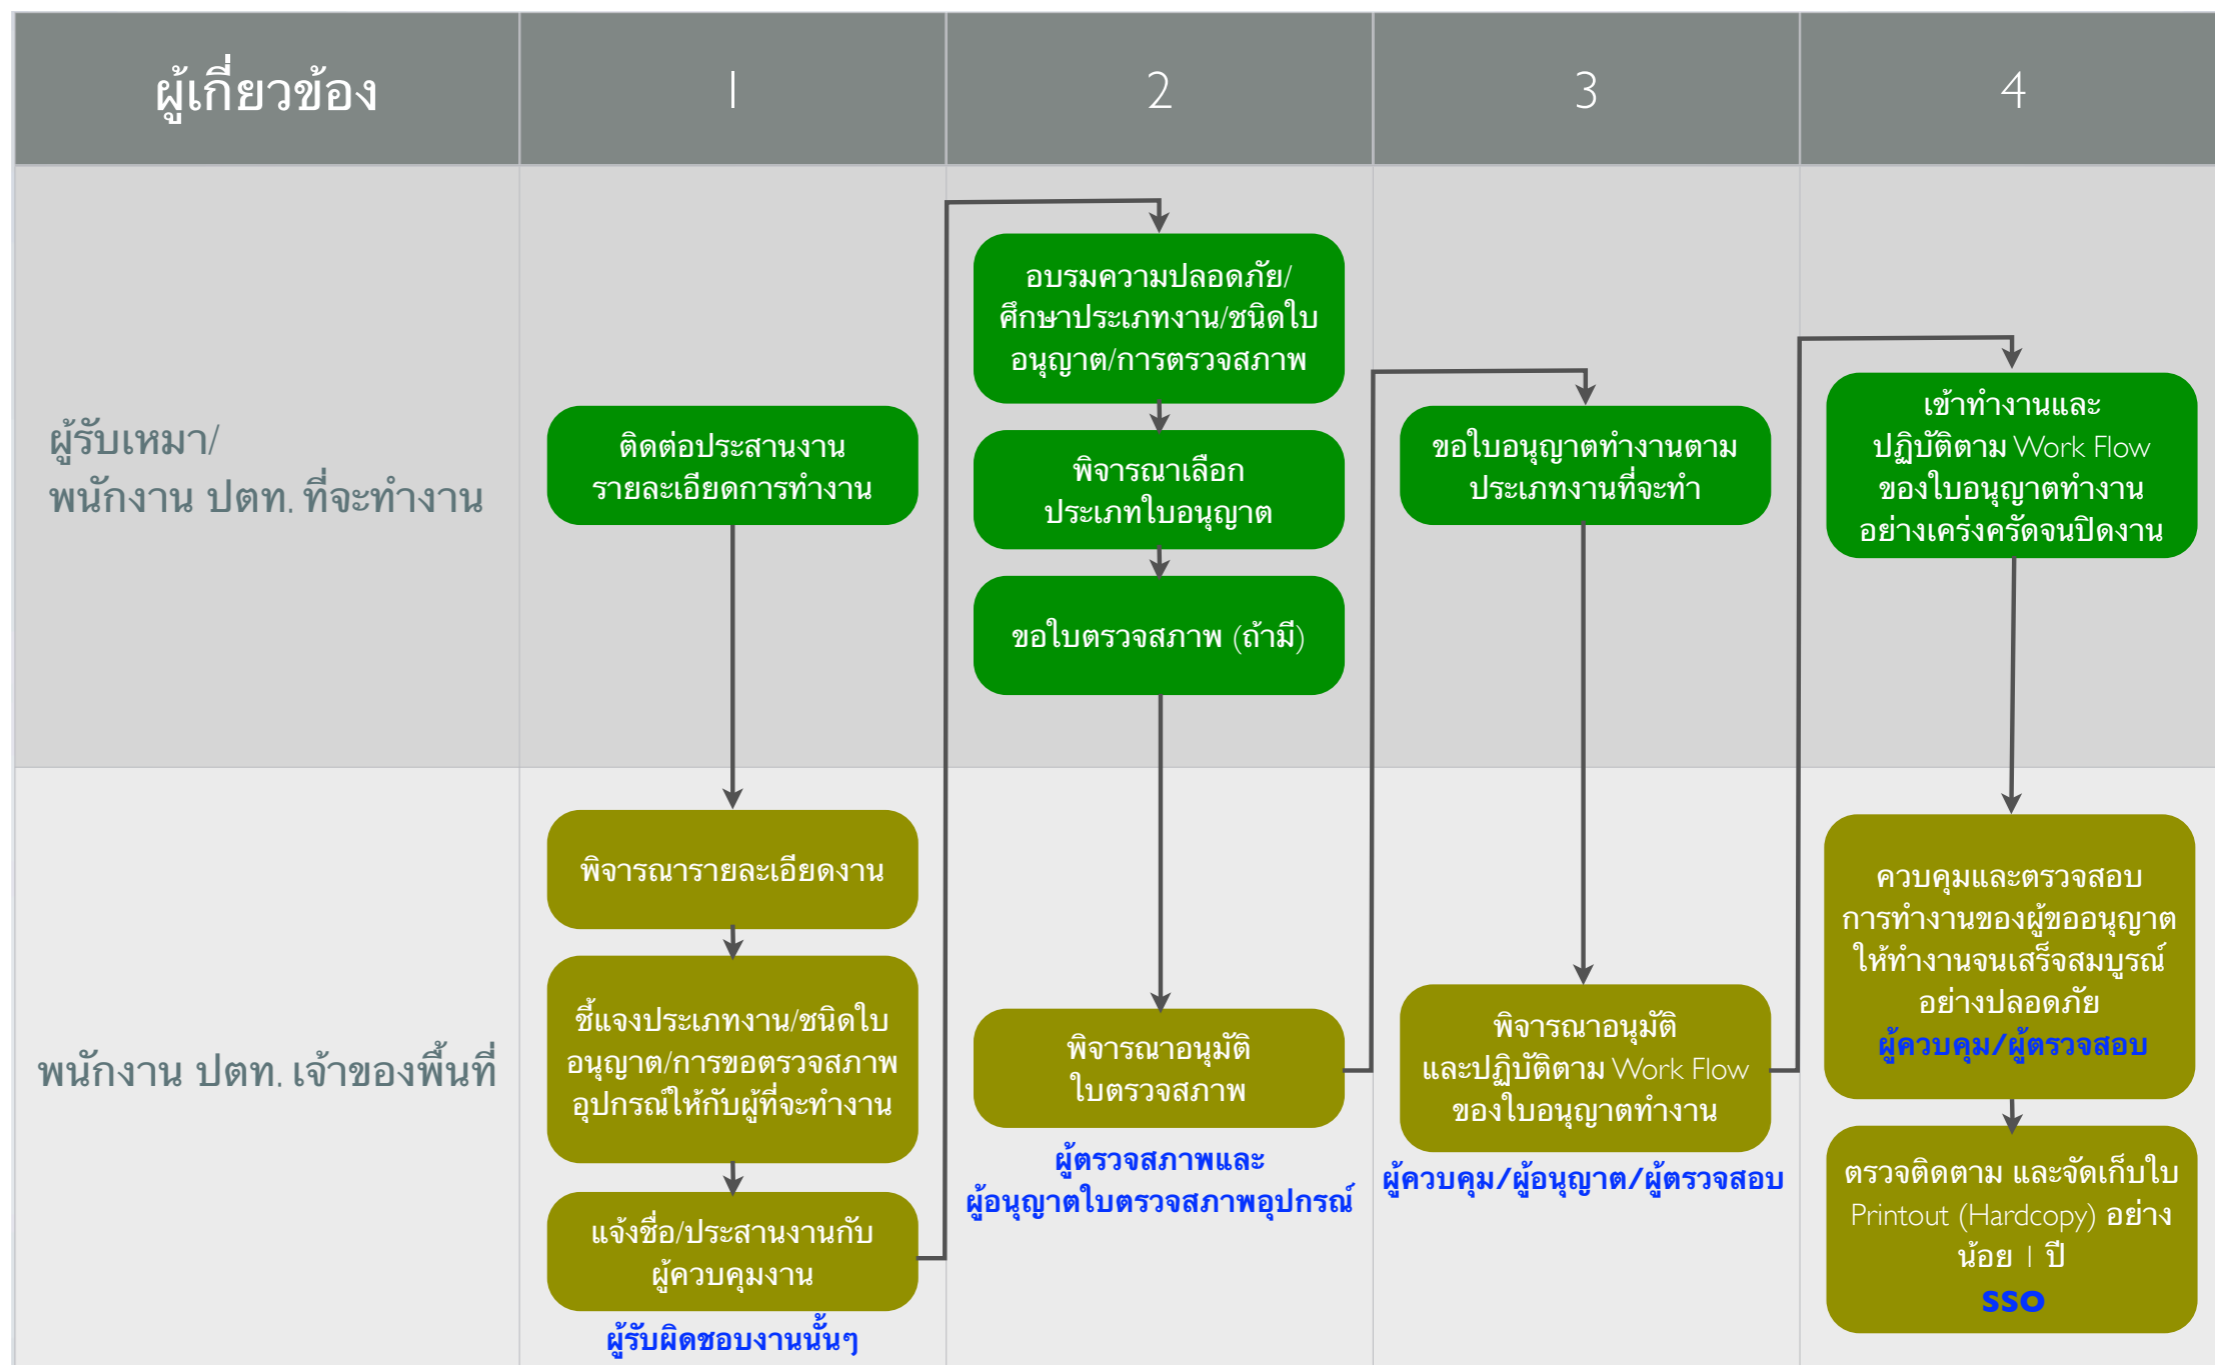 ผู้เกี่ยวข้อง
1
2
3
4
ผู้รับเหมา/
พนักงาน ปตท. ที่จะทำงาน
ติดต่อประสานงาน
รายละเอียดการทำงาน
อบรมความปลอดภัย/
ศึกษาประเภทงาน/ชนิดใบ
อนุญาต/การตรวจสภาพ
พิจารณาเลือก
ประเภทใบอนุญาต
ขอใบตรวจสภาพ (ถ้ามี)
ขอใบอนุญาตทำงานตาม
ประเภทงานที่จะทำ
เข้าทำงานและ
ปฏิบัติตาม Work Flow
ของใบอนุญาตทำงาน
อย่างเคร่งครัดจนปิดงาน
พนักงาน ปตท. เจ้าของพื้นที่
พิจารณารายละเอียดงาน
ชี้แจงประเภทงาน/ชนิดใบ
อนุญาต/การขอตรวจสภาพ
อุปกรณ์ให้กับผู้ที่จะทำงาน
แจ้งชื่อ/ประสานงานกับ
ผู้ควบคุมงาน
ผู้รับผิดชอบงานนั้นๆ
พิจารณาอนุมัติ
ใบตรวจสภาพ
ผู้ตรวจสภาพและ
ผู้อนุญาตใบตรวจสภาพอุปกรณ์
พิจารณาอนุมัติ
และปฏิบัติตาม Work Flow
ของใบอนุญาตทำงาน
ผู้ควบคุม/ผู้อนุญาต/ผู้ตรวจสอบ
ควบคุมและตรวจสอบ
การทำงานของผู้ขออนุญาต
ให้ทำงานจนเสร็จสมบูรณ์
อย่างปลอดภัย
ผู้ควบคุม/ผู้ตรวจสอบ
ตรวจติดตาม และจัดเก็บใบ
Printout (Hardcopy) อย่าง
น้อย 1 ปี
SSO